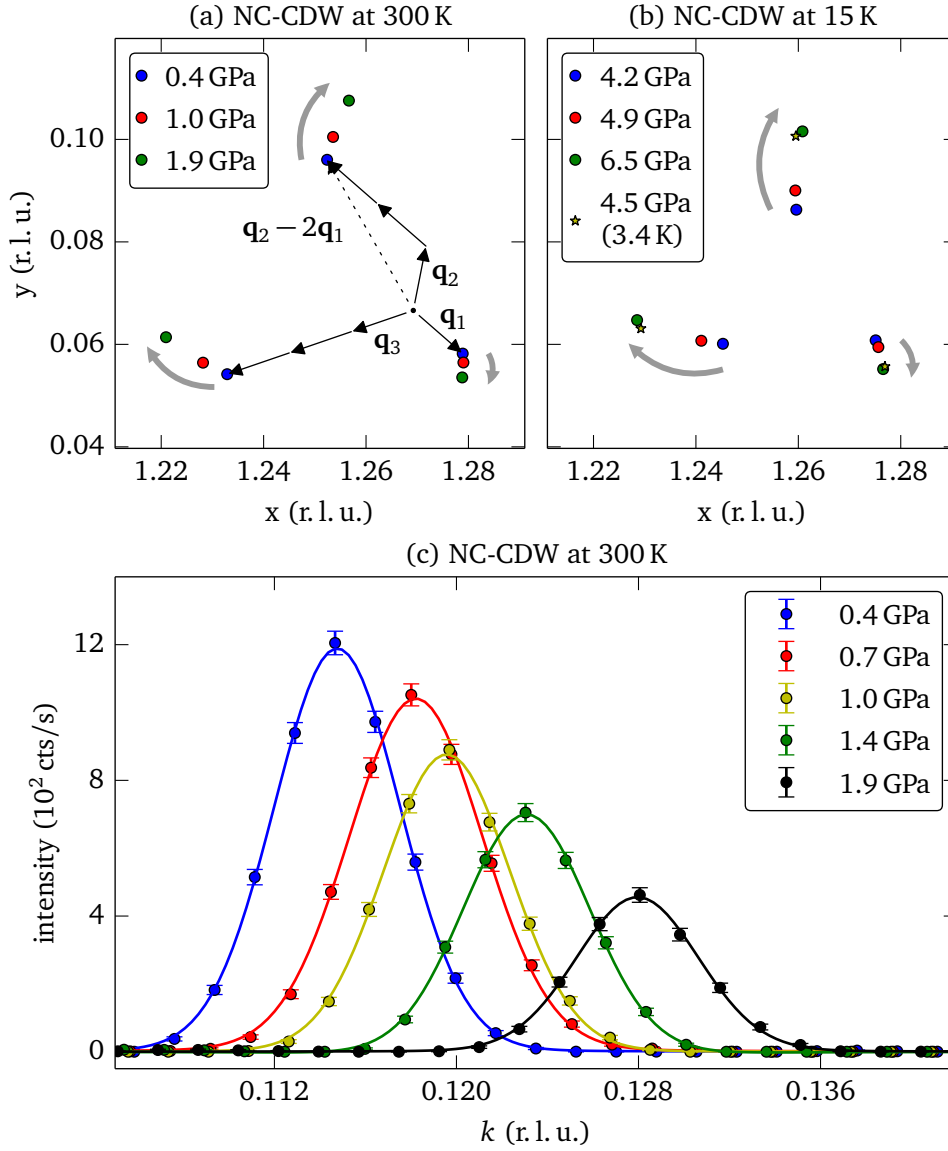 (a) NC-CDW at 300 K
(b) NC-CDW at 15 K
0.4 GPa
1.0 GPa
1.9 GPa
4.2 GPa
4.9 GPa
6.5 GPa
4.5 GPa
(3.4 K)
q₂ − 2q₁
q₂
q₁
q₃
y (r. l. u.)
0.10
0.08
0.06
0.04
1.22
1.24
1.26
1.28
x (r. l. u.)
1.22
1.24
1.26
1.28
x (r. l. u.)
(c) NC-CDW at 300 K
0.4 GPa
0.7 GPa
1.0 GPa
1.4 GPa
1.9 GPa
intensity (10² cts/s)
12
8
4
0
0.112
0.120
0.128
0.136
k (r. l. u.)